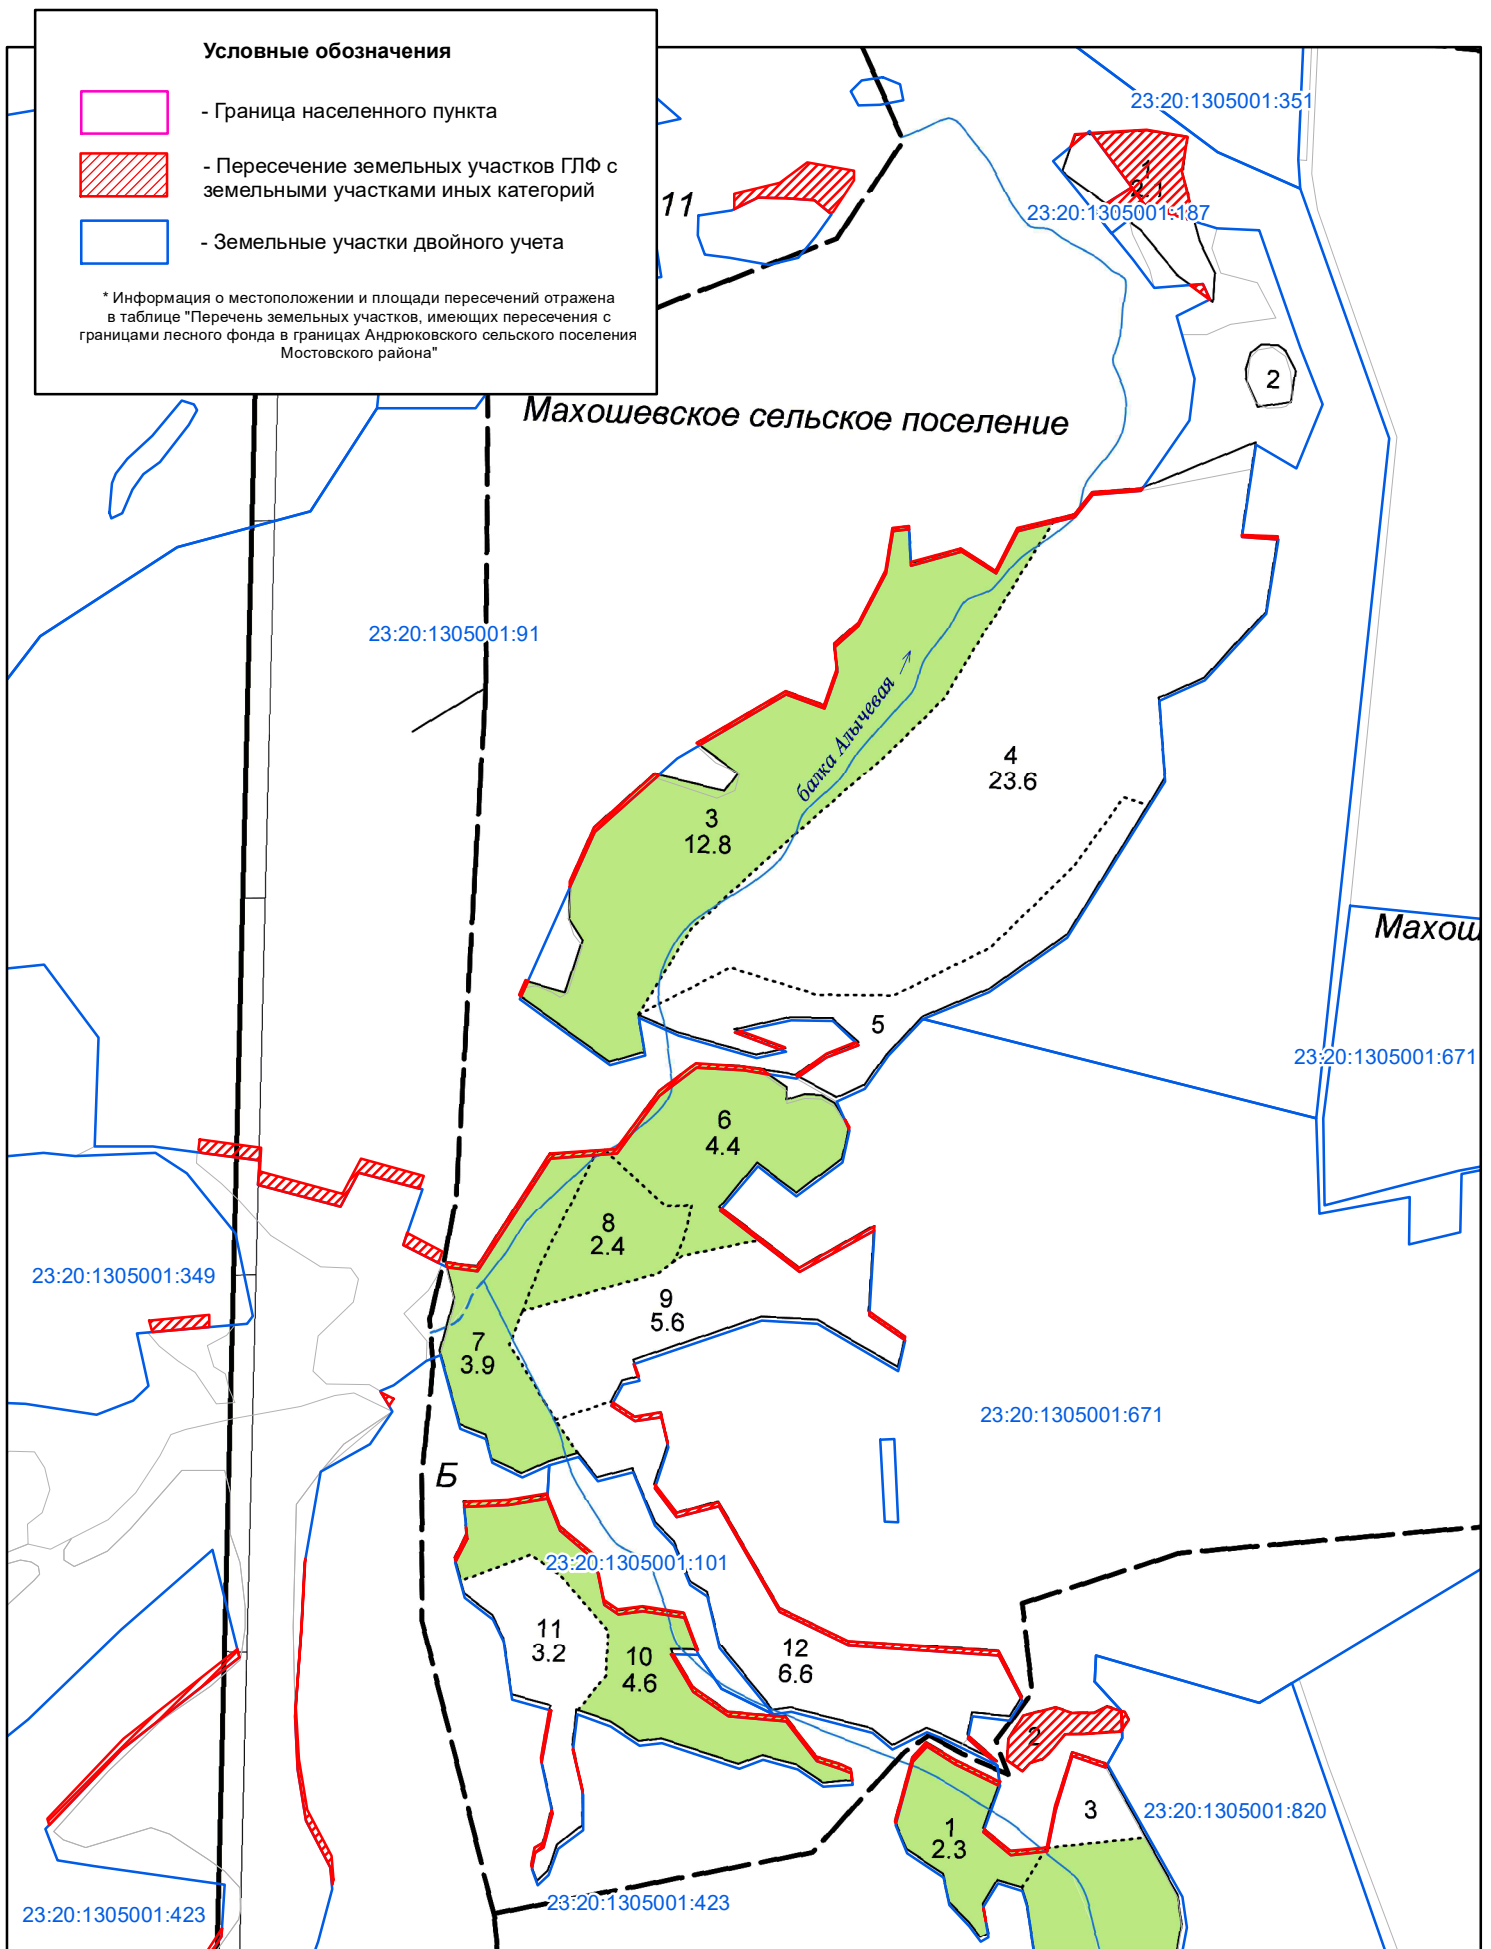 Условные обозначения
- Граница населенного пункта
- Пересечение земельных участков ГЛФ с
земельными участками иных категорий
- Земельные участки двойного учета
* Информация о местоположении и площади пересечений отражена
в таблице "Перечень земельных участков, имеющих пересечения с
границами лесного фонда в границах Андрюковского сельского поселения
Мостовского района"
23:20:1305001:351
1
2.1
11
23:20:1305001:187
2
Махошевское сельское поселение
23:20:1305001:91
балка Алычевая
4
23.6
3
12.8
Махош
5
23:20:1305001:671
6
4.4
8
2.4
23:20:1305001:349
9
5.6
7
3.9
23:20:1305001:671
Б
23:20:1305001:101
11
3.2
10
4.6
12
6.6
2
3
23:20:1305001:820
1
2.3
23:20:1305001:423
23:20:1305001:423